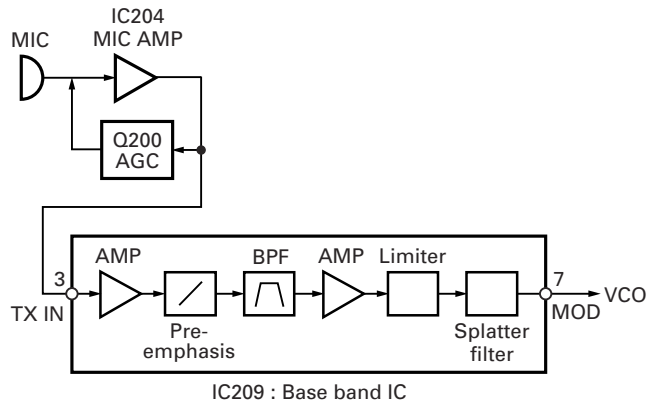 IC204
MIC AMP
MIC
Q200
AGC
AMP
BPF
AMP
Limiter
3
7
TX IN
VCO
MOD
Pre-
emphasis
Splatter
filter
IC209 : Base band IC